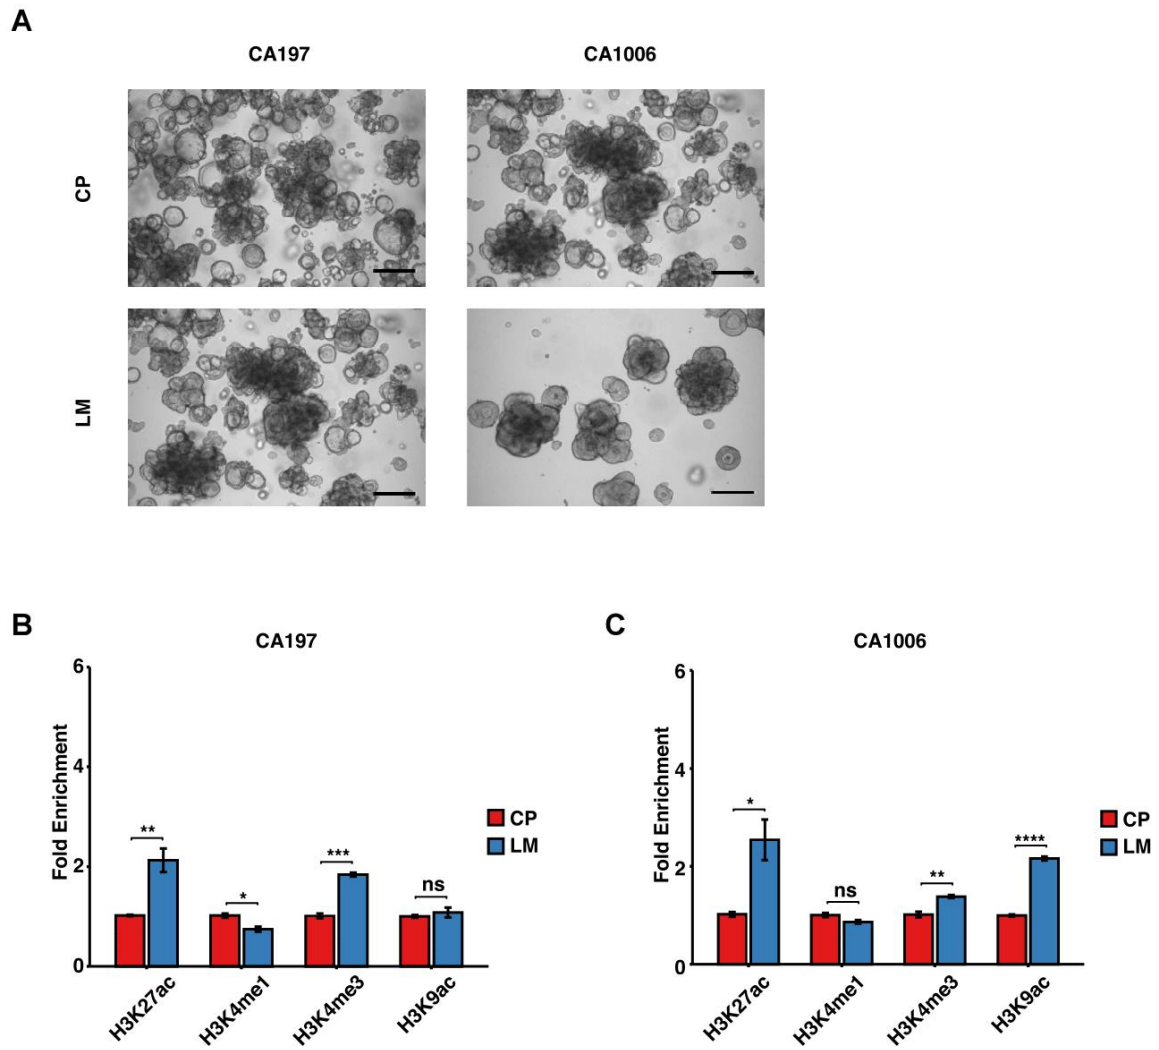 A
CA197
CA1006
CP
LM
B
CA197
Fold Enrichment
6
4
2
0
**
*
***
ns
H3K27ac
H3K4me1
H3K4me3
H3K9ac
CP
LM
C
CA1006
Fold Enrichment
6
4
2
0
*
ns
**
****
H3K27ac
H3K4me1
H3K4me3
H3K9ac
CP
LM